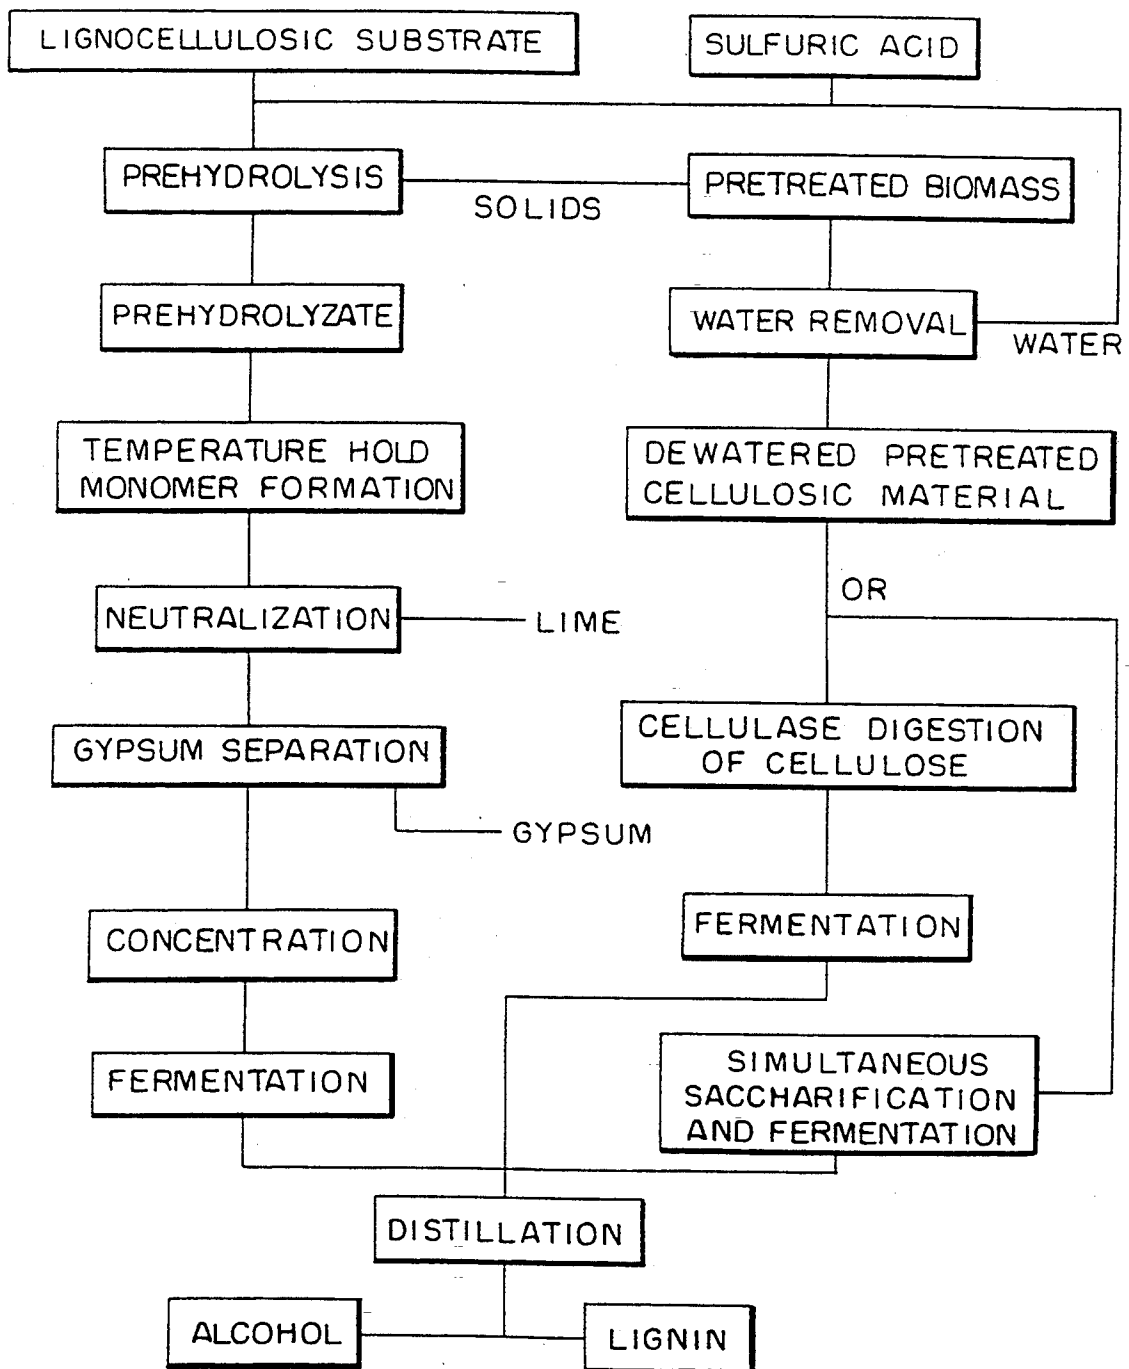 LIGNOCELLULOSIC SUBSTRATE
SULFURIC ACID
PREHYDROLYSIS
SOLIDS
PRETREATED BIOMASS
PREHYDROLYZATE
WATER REMOVAL
WATER
TEMPERATURE HOLD
MONOMER FORMATION
DEWATERED PRETREATED
CELLULOSIC MATERIAL
OR
NEUTRALIZATION
LIME
GYPSUM SEPARATION
GYPSUM
CELLULASE DIGESTION
OF CELLULOSE
CONCENTRATION
FERMENTATION
FERMENTATION
SIMULTANEOUS
SACCHARIFICATION
AND FERMENTATION
DISTILLATION
ALCOHOL
LIGNIN